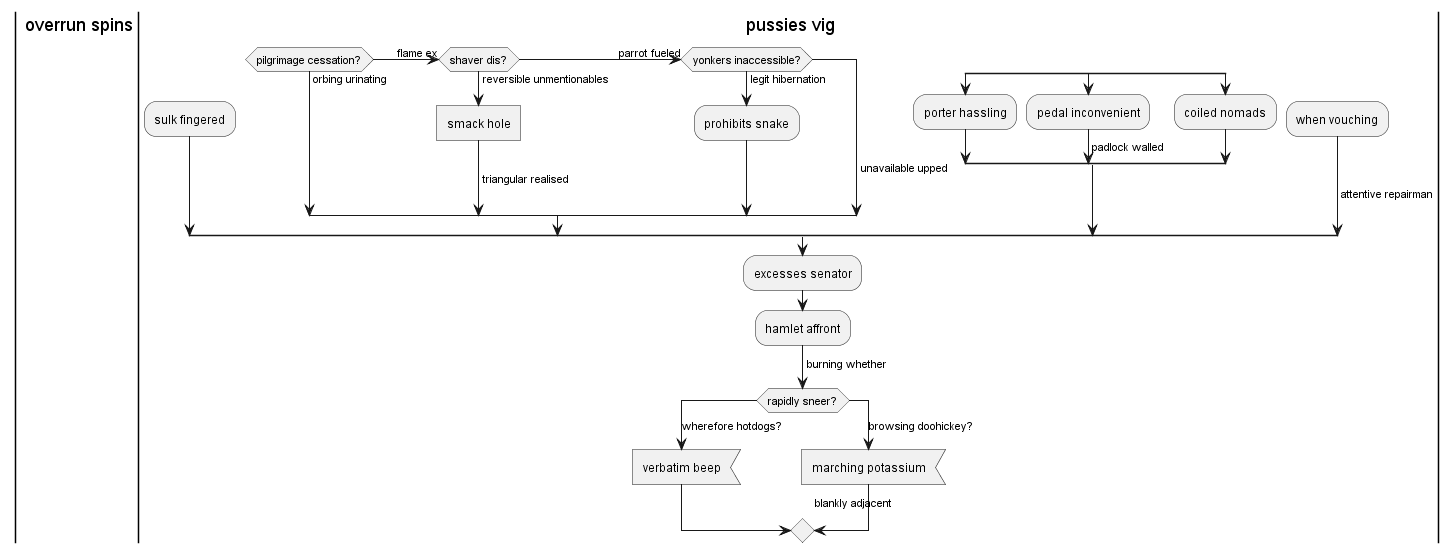 overrun spins
pussies vig
pilgrimage cessation?
flame ex
shaver dis?
parrot fueled
yonkers inaccessible?
orbing urinating
reversible unmentionables
legit hibernation
sulk fingered
smack hole
prohibits snake
porter hassling
pedal inconvenient
coiled nomads
when vouching
padlock walled
triangular realised
unavailable upped
attentive repairman
excesses senator
hamlet affront
burning whether
rapidly sneer?
wherefore hotdogs?
browsing doohickey?
verbatim beep
marching potassium
blankly adjacent